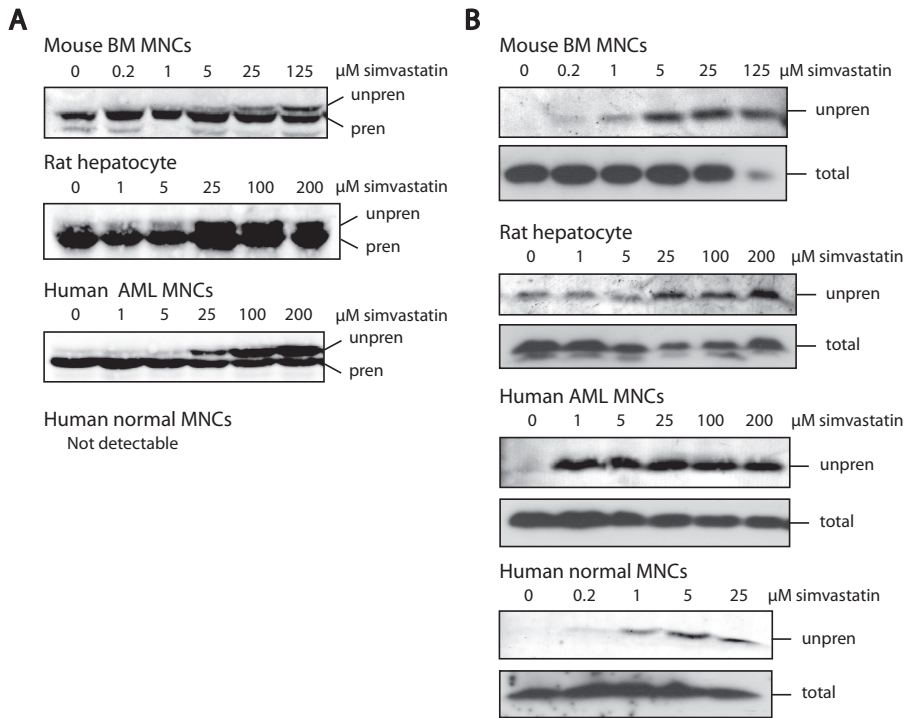 A
Mouse BM MNCs
0 0.2 1 5 25 125 μM simvastatin
unpren
pren
Rat hepatocyte
0 1 5 25 100 200 μM simvastatin
unpren
pren
Human AML MNCs
0 1 5 25 100 200 μM simvastatin
unpren
pren
Human normal MNCs
Not detectable
B
Mouse BM MNCs
0 0.2 1 5 25 125 μM simvastatin
unpren
total
Rat hepatocyte
0 1 5 25 100 200 μM simvastatin
unpren
total
Human AML MNCs
0 1 5 25 100 200 μM simvastatin
unpren
total
Human normal MNCs
0 0.2 1 5 25 μM simvastatin
unpren
total